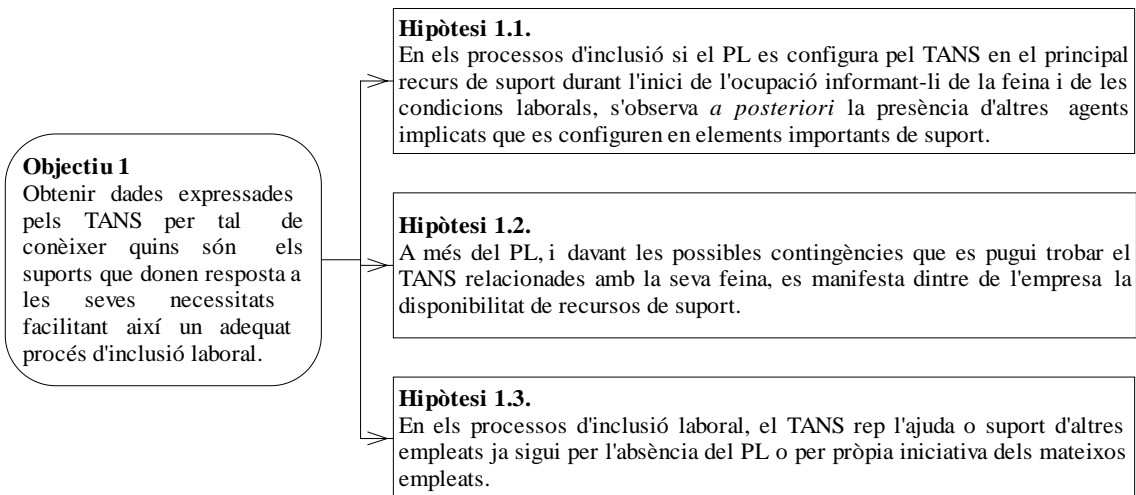 Objectiu 1
Obtenir dades expressades
pels TANS per tal de
conèixer quins són els
suports que donen resposta a
les seves necessitats
facilitant així un adequat
procés d'inclusió laboral.
Hipòtesi 1.1.
En els processos d'inclusió si el PL es configura pel TANS en el principal
recurs de suport durant l'inici de l'ocupació informant-li de la feina i de les
condicions laborals, s'observa a posteriori la presència d'altres agents
implicats que es configuren en elements importants de suport.
Hipòtesi 1.2.
A més del PL, i davant les possibles contingències que es pugui trobar el
TANS relacionades amb la seva feina, es manifesta dintre de l'empresa la
disponibilitat de recursos de suport.
Hipòtesi 1.3.
En els processos d'inclusió laboral, el TANS rep l'ajuda o suport d'altres
empleats ja sigui per l'absència del PL o per pròpia iniciativa dels mateixos
empleats.